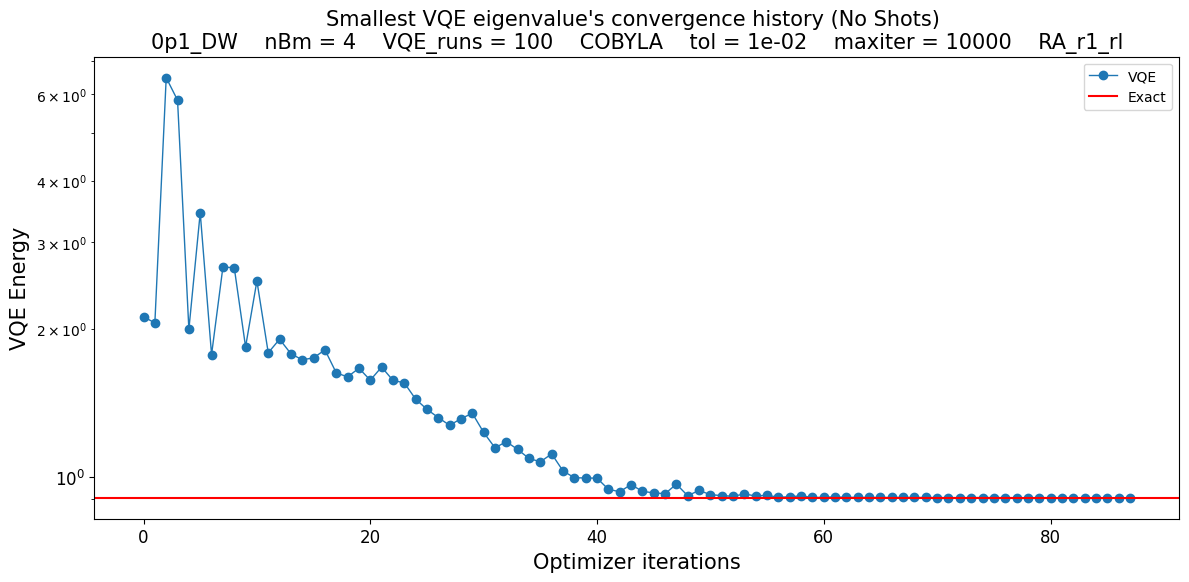 Smallest VQE eigenvalue's convergence history (No Shots)
0p1_DW    nBm = 4    VQE_runs = 100    COBYLA    tol = 1e-02    maxiter = 10000    RA_r1_rl
VQE
Exact
VQE Energy
6 × 10⁰
4 × 10⁰
3 × 10⁰
2 × 10⁰
10⁰
0
20
40
60
80
Optimizer iterations